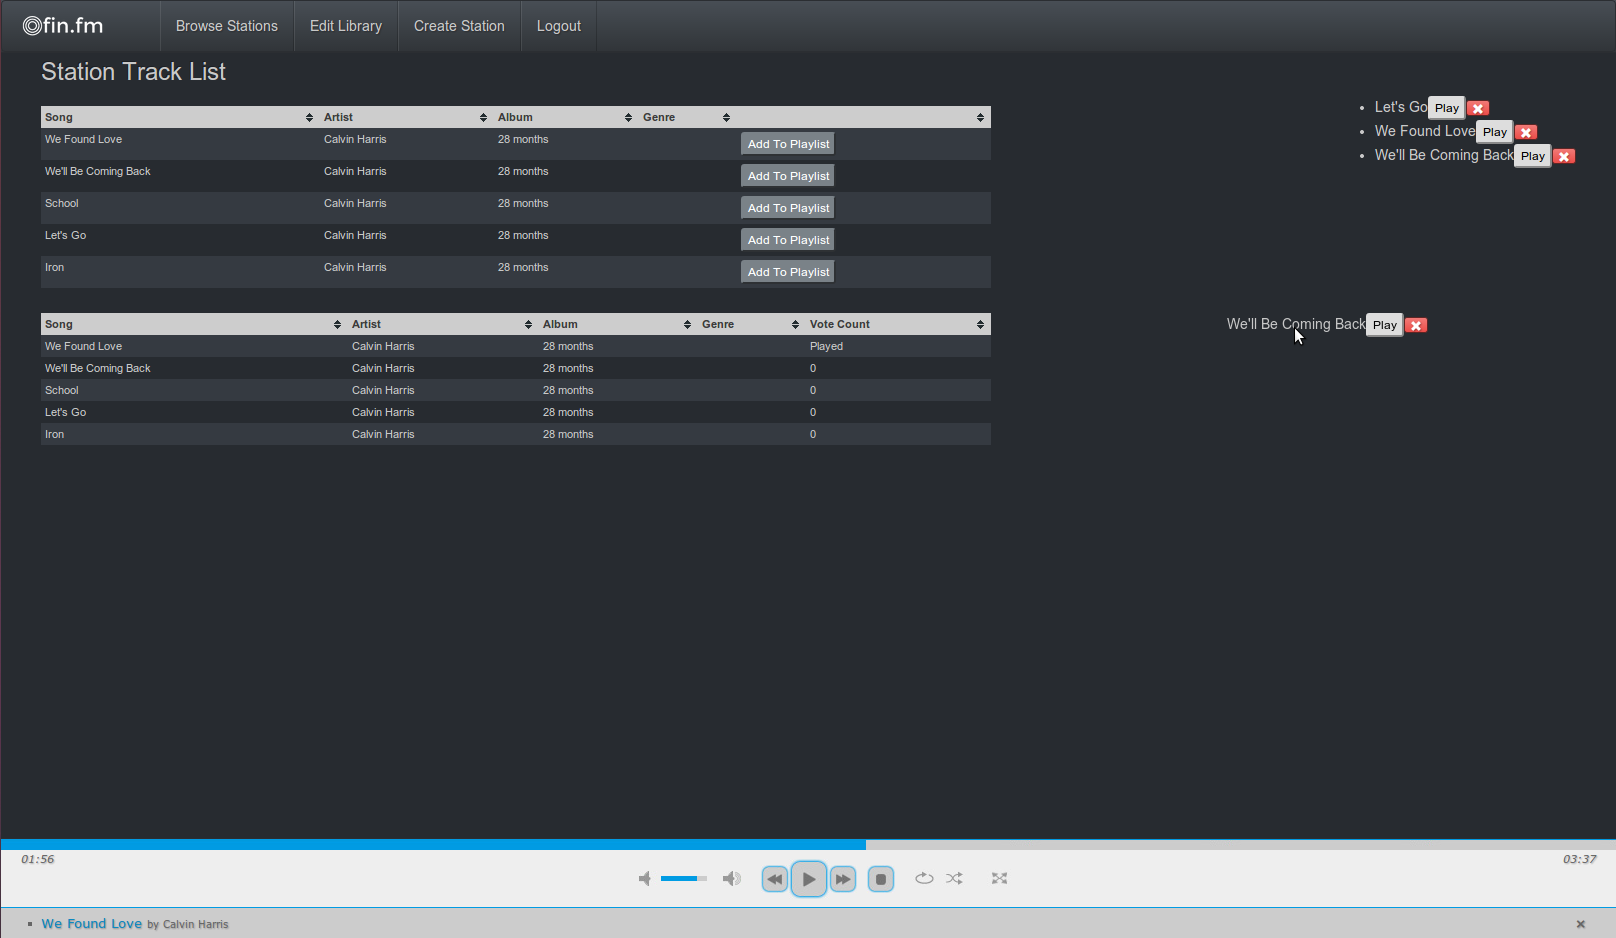 fin.fm Browse Stations Edit Library Create Station Logout
Station Track List
Song Artist Album Genre
We Found Love Calvin Harris 28 months Add To Playlist
We'll Be Coming Back Calvin Harris 28 months Add To Playlist
School Calvin Harris 28 months Add To Playlist
Let's Go Calvin Harris 28 months Add To Playlist
Iron Calvin Harris 28 months Add To Playlist
Let's Go Play
We Found Love Play
We'll Be Coming Back Play
Song Artist Album Genre Vote Count
We Found Love Calvin Harris 28 months Played
We'll Be Coming Back Calvin Harris 28 months 0
School Calvin Harris 28 months 0
Let's Go Calvin Harris 28 months 0
Iron Calvin Harris 28 months 0
We'll Be Coming Back Play
01:56 03:37
We Found Love by Calvin Harris